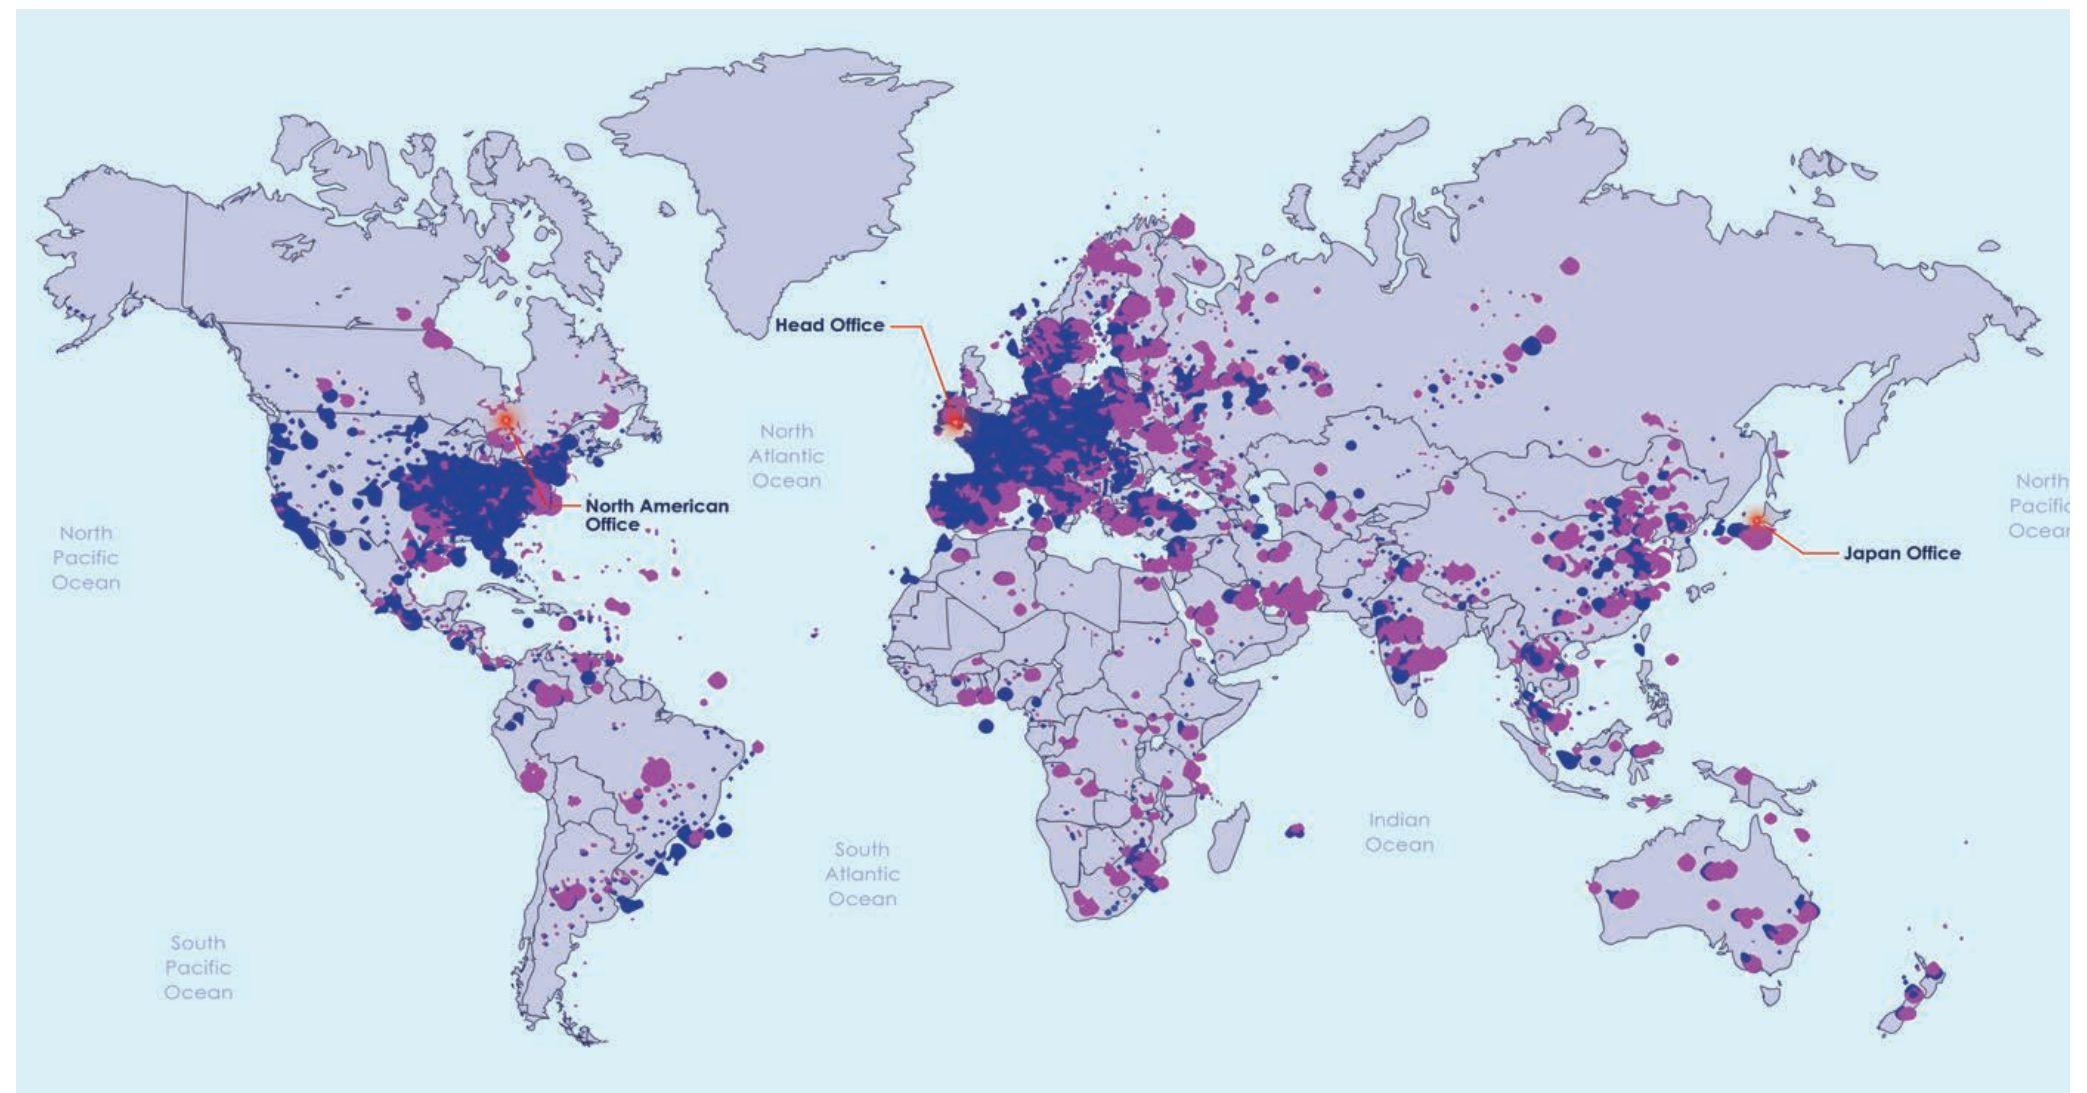 Head Office
North
Atlantic
Ocean
North American
Office
North
Pacific
Ocean
North
Pacific
Ocean
Japan Office
South
Atlantic
Ocean
Indian
Ocean
South
Pacific
Ocean